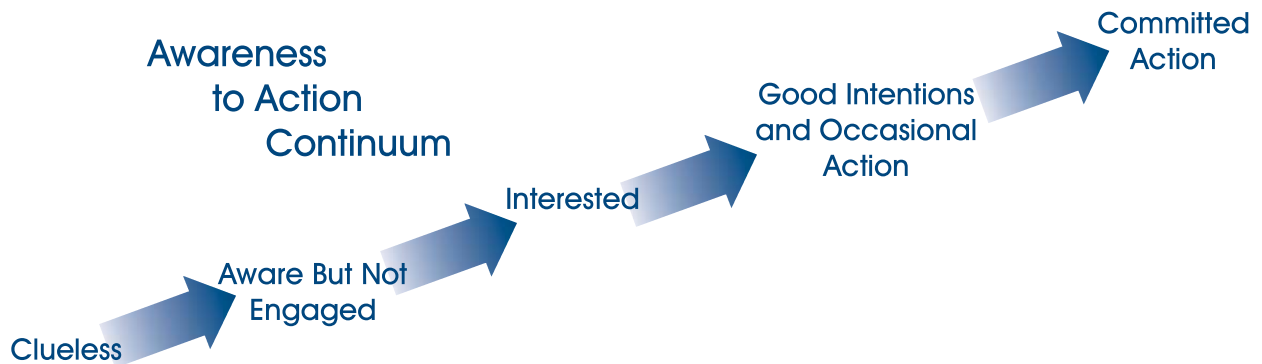 Awareness
to Action
Continuum
Clueless
Aware But Not
Engaged
Interested
Good Intentions
and Occasional
Action
Committed
Action